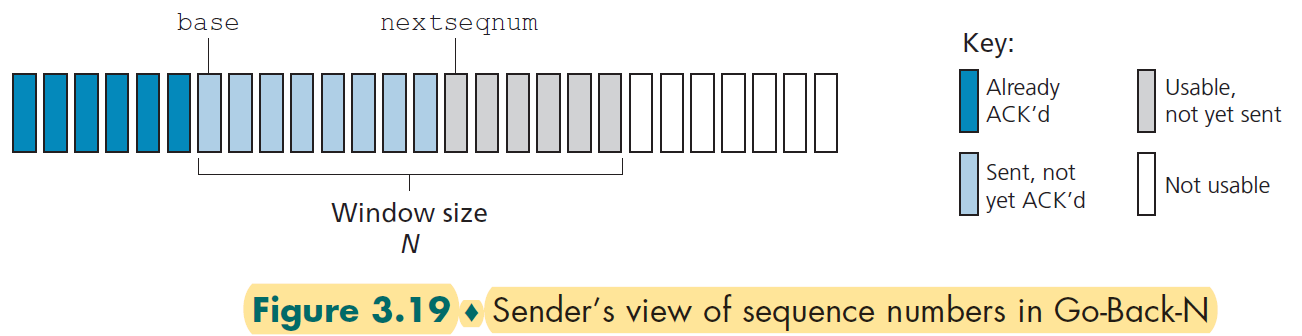 base
nextseqnum
Window size
N
Key:
Already
ACK’d
Usable,
not yet sent
Sent, not
yet ACK’d
Not usable
Figure 3.19 ♦ Sender’s view of sequence numbers in Go-Back-N